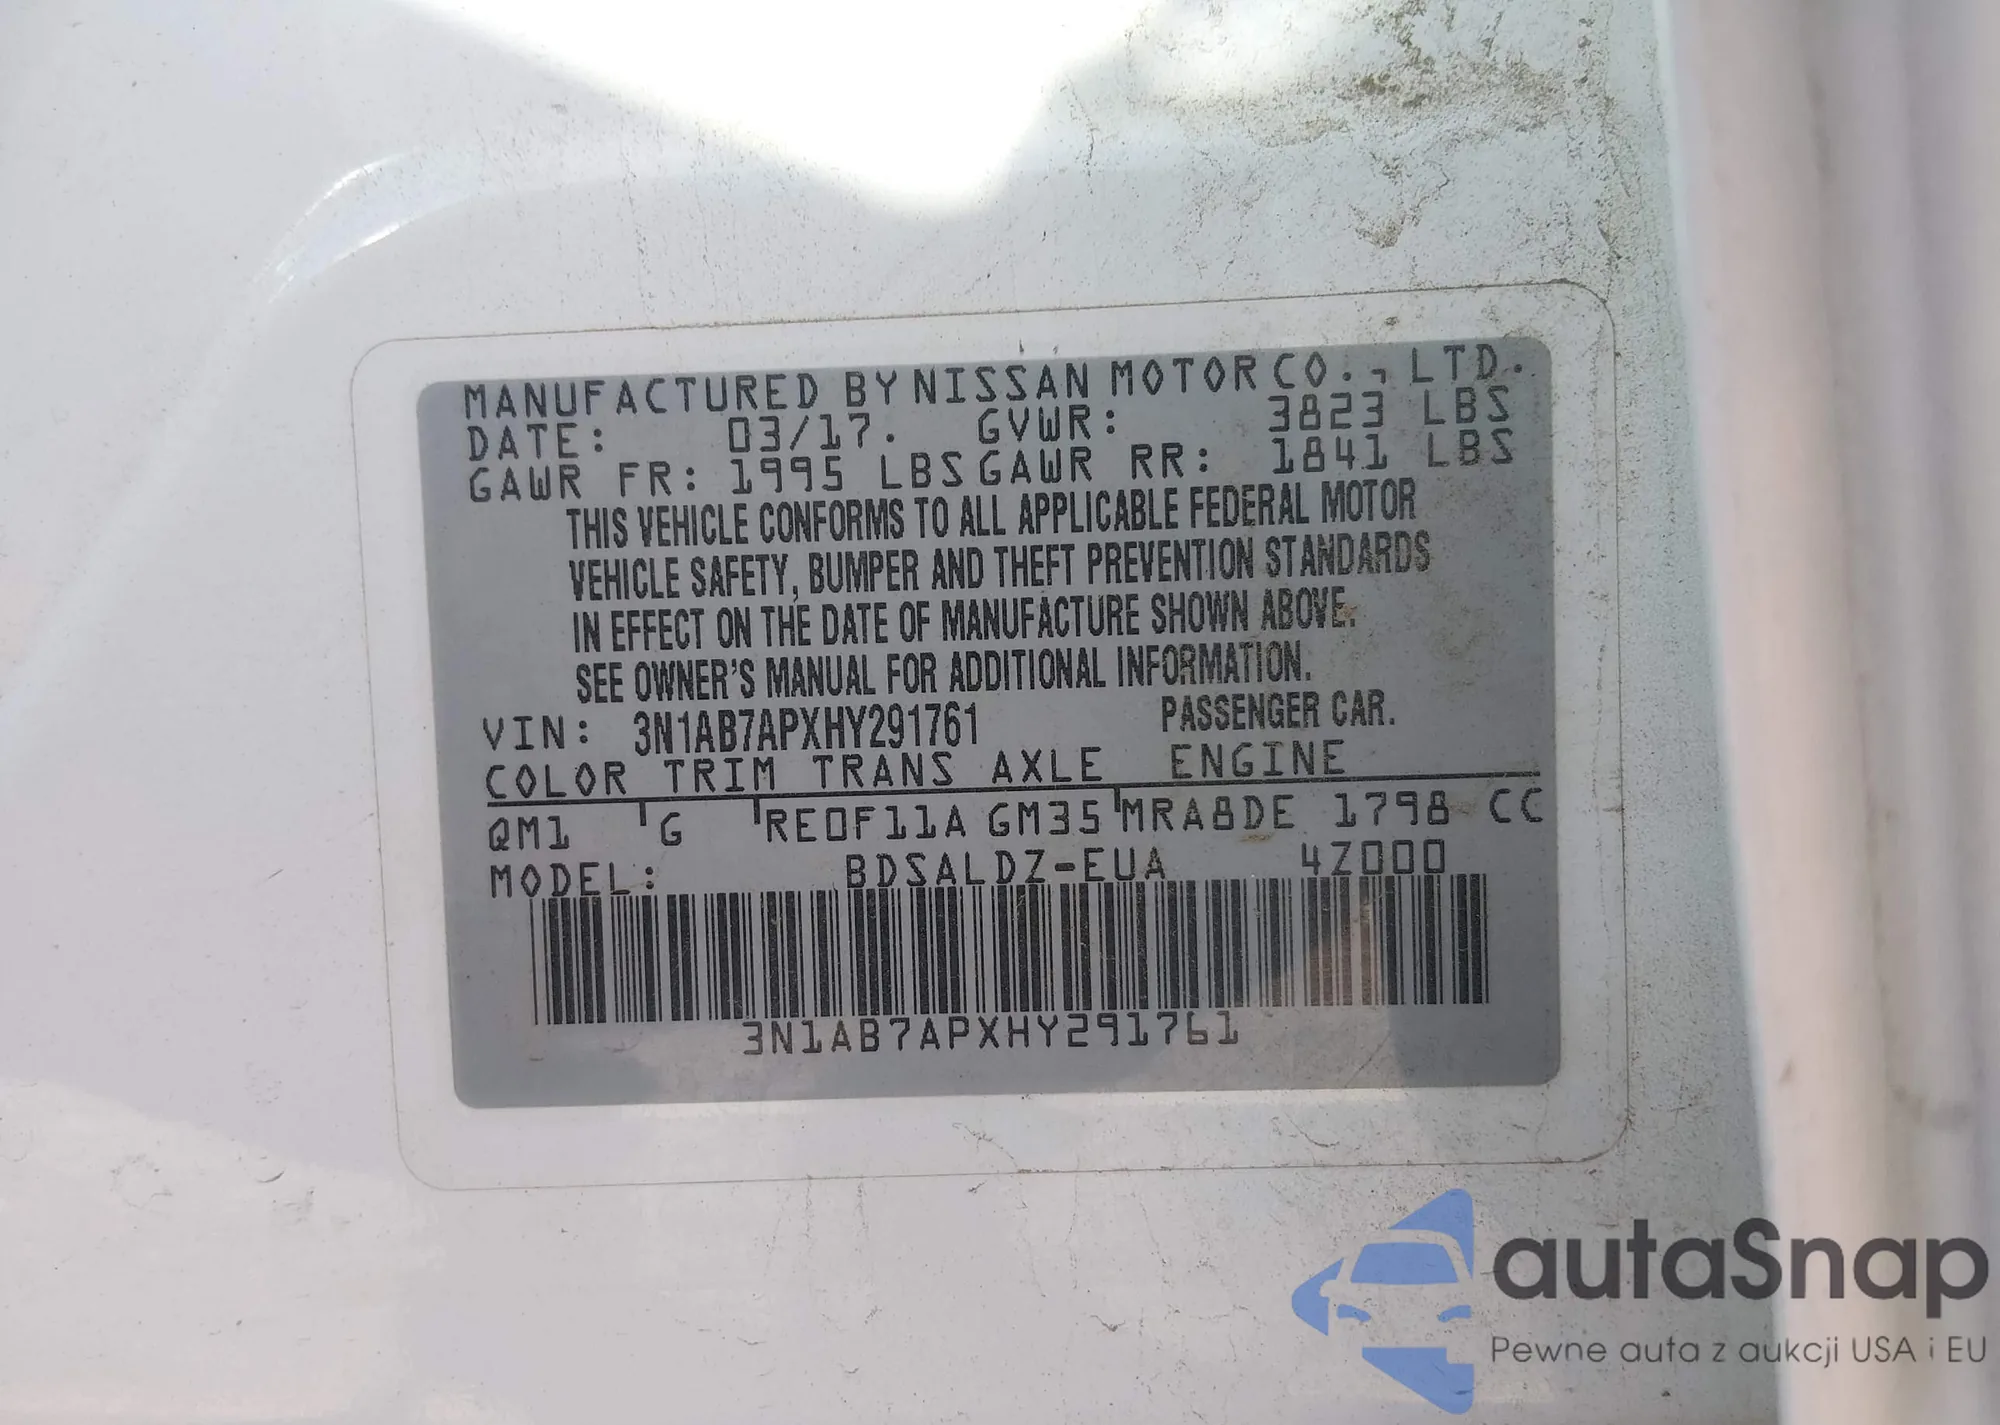 MANUFACTURED BY NISSAN MOTOR CO., LTD.
DATE: 03/17. GVWR: 3823 LBS
GAWR FR: 1995 LBS GAWR RR: 1841 LBS
THIS VEHICLE CONFORMS TO ALL APPLICABLE FEDERAL MOTOR
VEHICLE SAFETY, BUMPER AND THEFT PREVENTION STANDARDS
IN EFFECT ON THE DATE OF MANUFACTURE SHOWN ABOVE.
SEE OWNER'S MANUAL FOR ADDITIONAL INFORMATION.
VIN: 3N1AB7APXHY291761 PASSENGER CAR.
COLOR TRIM TRANS AXLE ENGINE
QM1 G RE0F11A GM35 MRA8DE 1798 CC
MODEL: BDSALDZ-EUA 4Z000
3N1AB7APXHY291761
autaSnap
Pewne auta z aukcji USA i EU